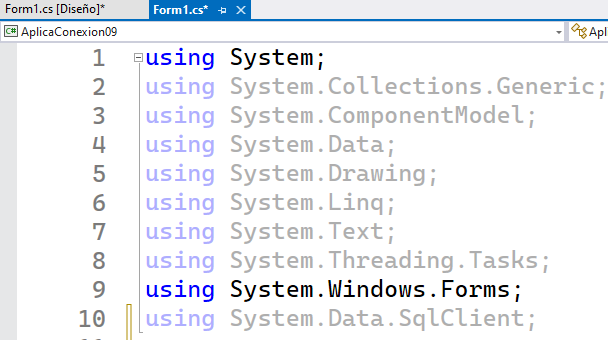 Form1.cs [Diseño]*
Form1.cs*
C# AplicaConexion09
Apl
1 using System;
2 using System.Collections.Generic;
3 using System.ComponentModel;
4 using System.Data;
5 using System.Drawing;
6 using System.Linq;
7 using System.Text;
8 using System.Threading.Tasks;
9 using System.Windows.Forms;
10 using System.Data.SqlClient;